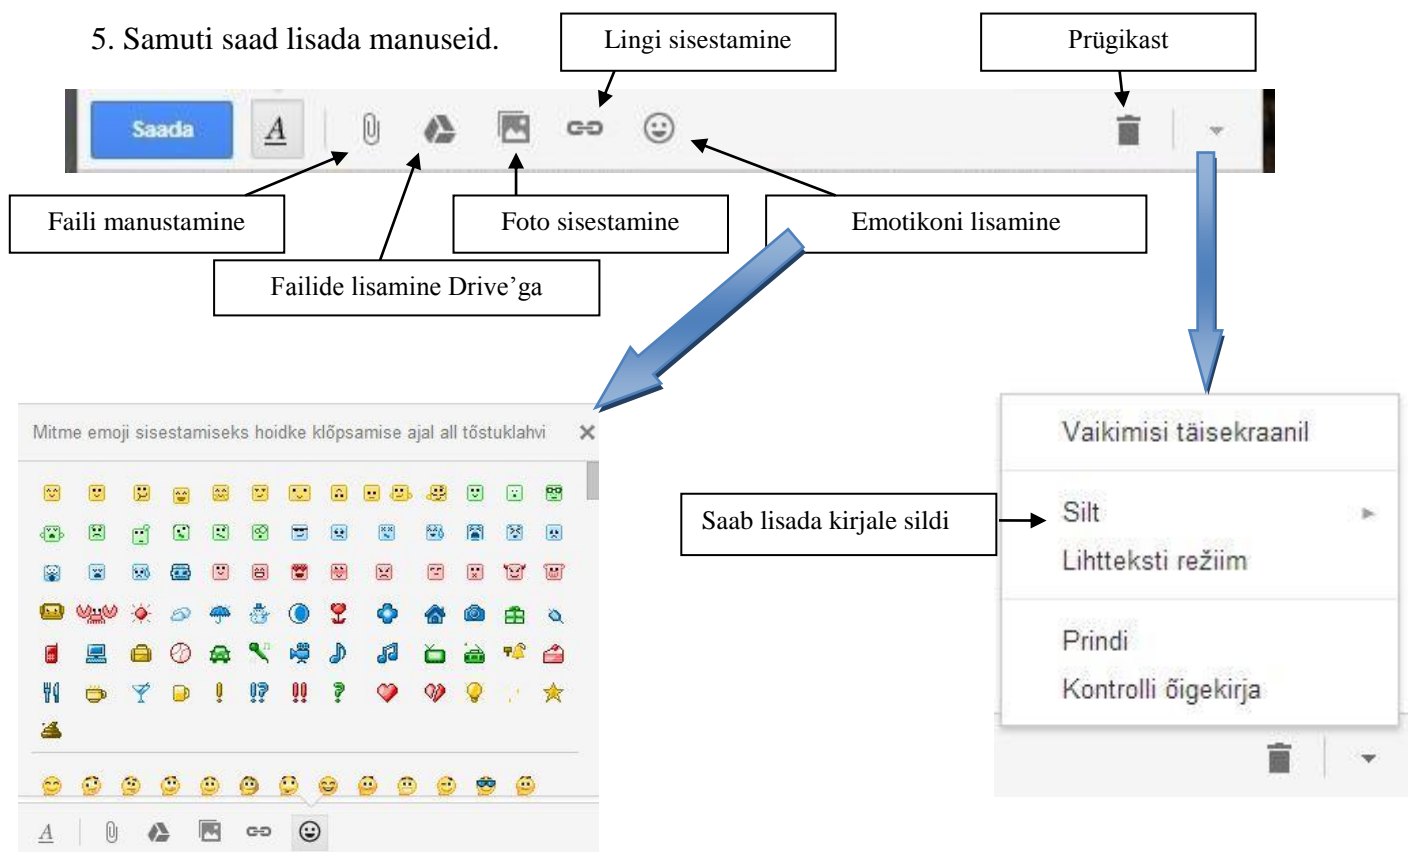 5. Samuti saad lisada manuseid.
Lingi sisestamine
Prügikast
Saada
A
Faili manustamine
Foto sisestamine
Emotikoni lisamine
Failide lisamine Drive’ga
Mitme emoji sisestamiseks hoidke klõpsamise ajal all tõstuklahvi
Vaikimisi täisekraanil
Saab lisada kirjale sildi
Silt
Lihtteksti režiim
Prindi
Kontrolli õigekirja
A